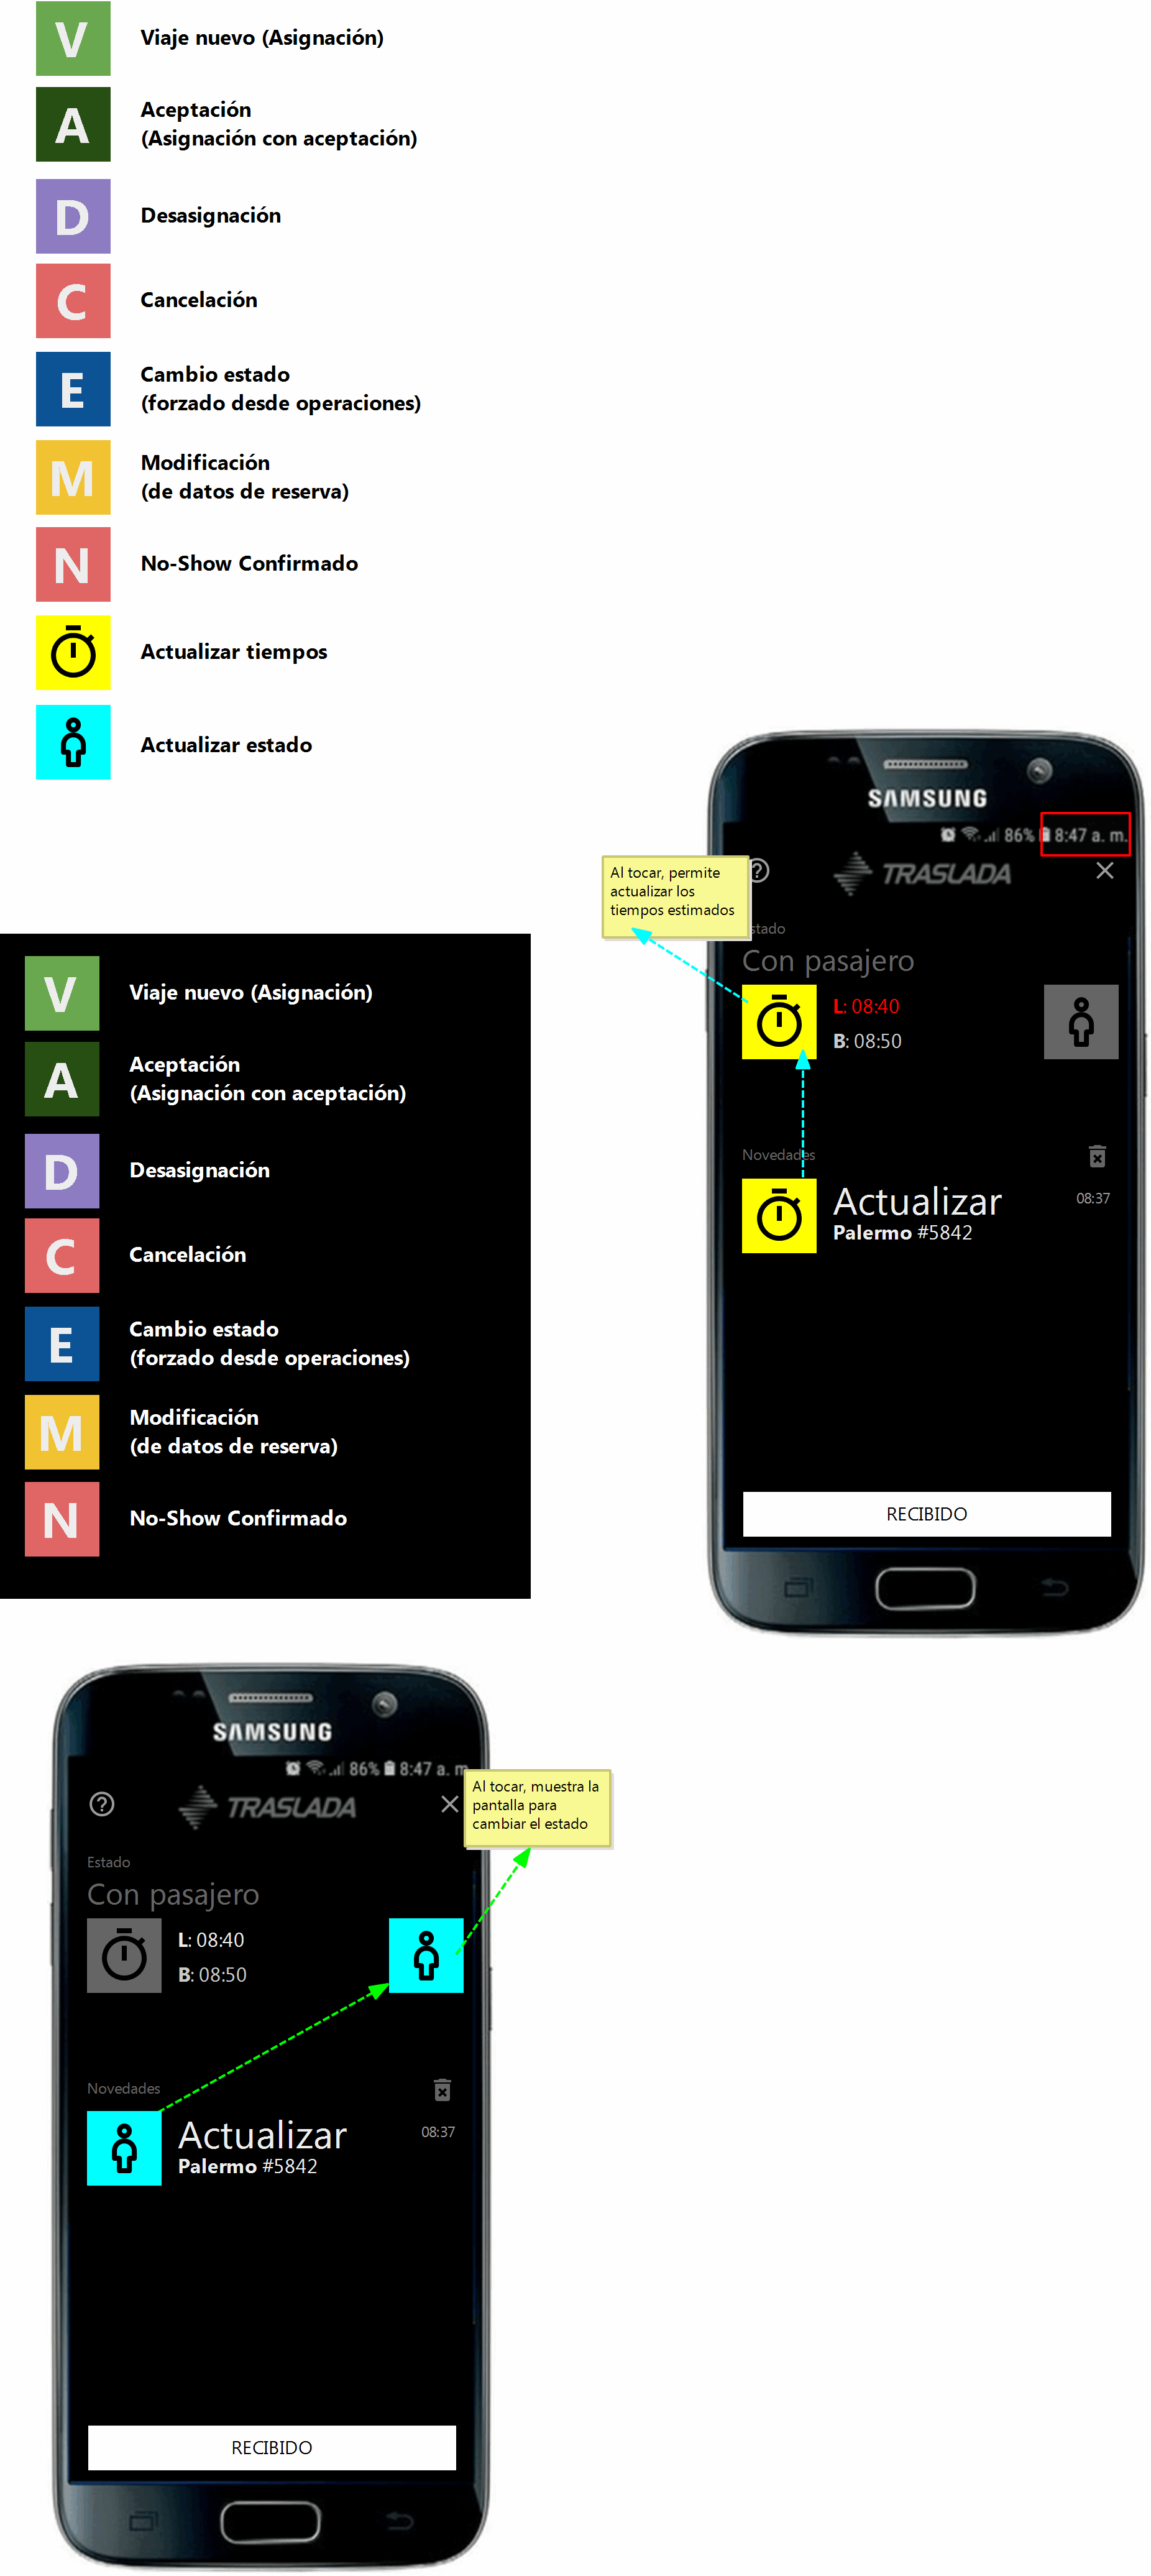 V
Viaje nuevo (Asignación)
A
Aceptación
(Asignación con aceptación)
D
Desasignación
C
Cancelación
E
Cambio estado
(forzado desde operaciones)
M
Modificación
(de datos de reserva)
N
No-Show Confirmado
Actualizar tiempos
Actualizar estado
SAMSUNG
86% 8:47 a. m.
Al tocar, permite
actualizar los
tiempos estimados
?
TRASLADA
stado
Con pasajero
L: 08:40
B: 08:50
Novedades
Actualizar
08:37
Palermo #5842
RECIBIDO
V
Viaje nuevo (Asignación)
A
Aceptación
(Asignación con aceptación)
D
Desasignación
C
Cancelación
E
Cambio estado
(forzado desde operaciones)
M
Modificación
(de datos de reserva)
N
No-Show Confirmado
SAMSUNG
86% 8:47 a. m
Al tocar, muestra la
pantalla para
cambiar el estado
?
TRASLADA
Estado
Con pasajero
L: 08:40
B: 08:50
Novedades
Actualizar
08:37
Palermo #5842
RECIBIDO